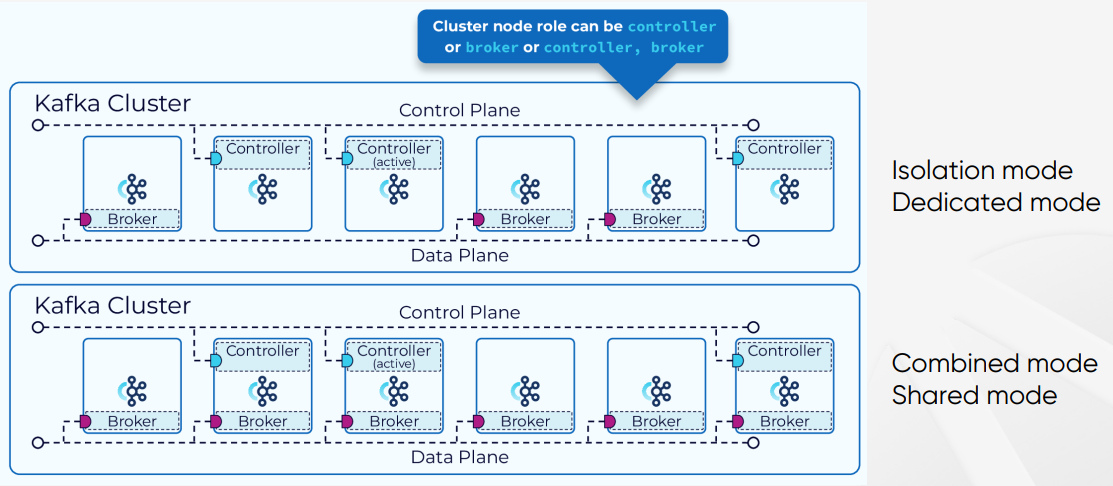 Cluster node role can be controller
or broker or controller, broker
Kafka Cluster
Control Plane
Controller
Controller
(active)
Controller
Broker
Broker
Broker
Data Plane
Isolation mode
Dedicated mode
Kafka Cluster
Control Plane
Controller
Controller
(active)
Controller
Broker
Broker
Broker
Broker
Broker
Broker
Data Plane
Combined mode
Shared mode